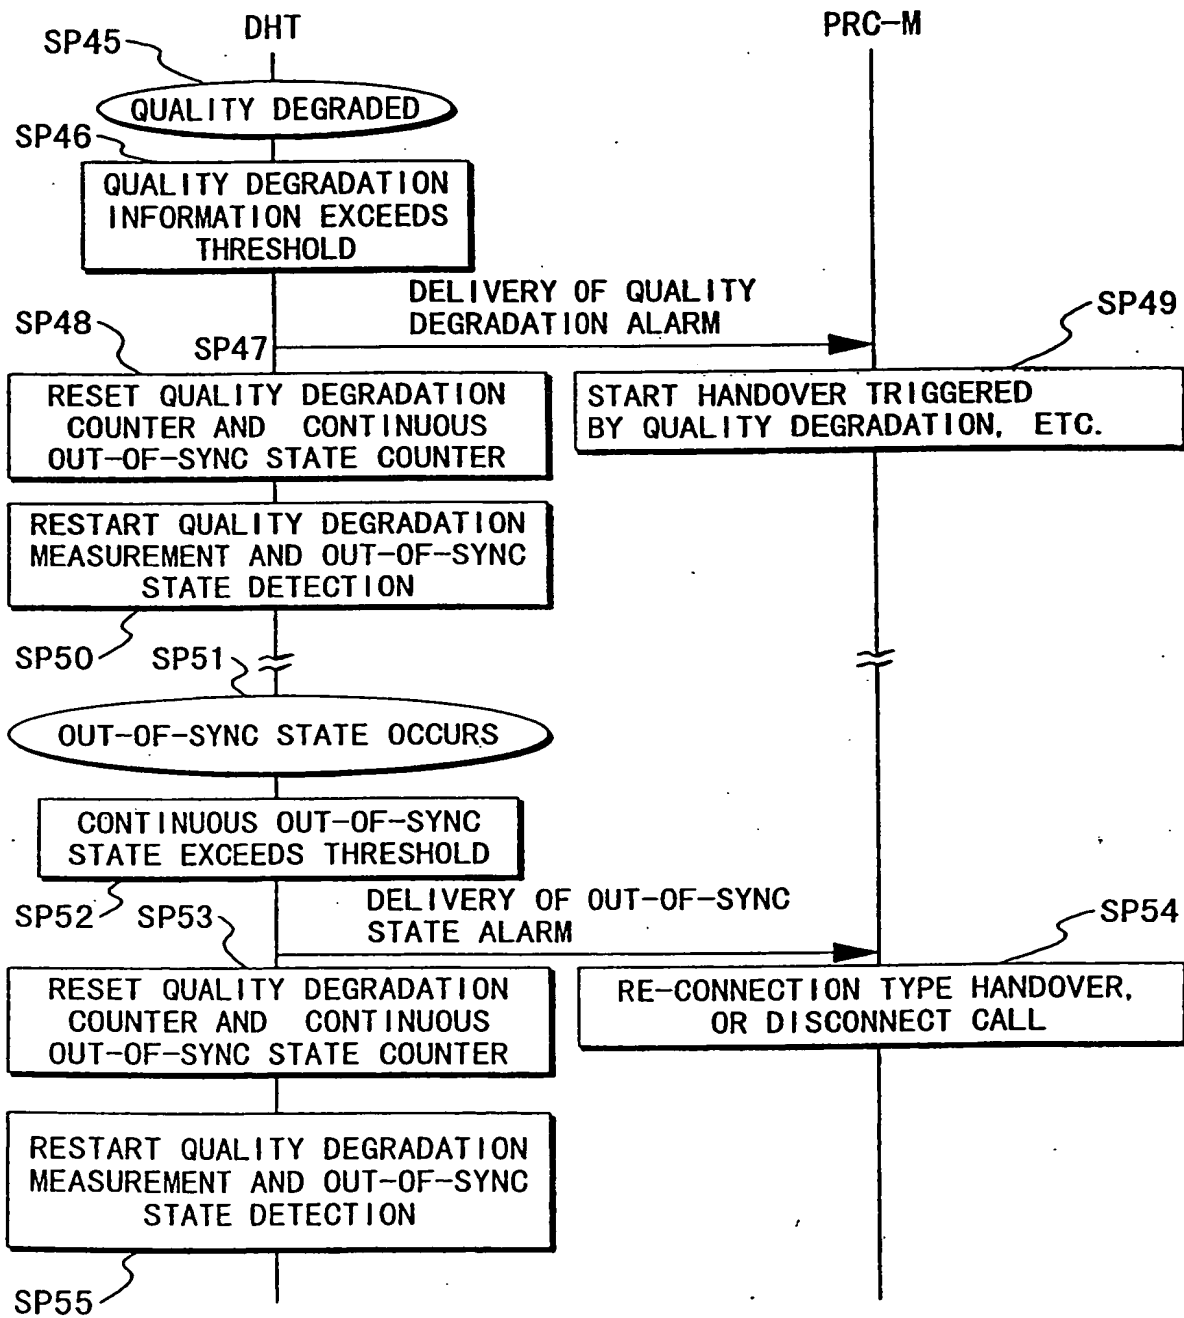 DHT
PRC-M
SP45
QUALITY DEGRADED
SP46
QUALITY DEGRADATION
INFORMATION EXCEEDS
THRESHOLD
DELIVERY OF QUALITY
DEGRADATION ALARM
SP48
SP47
SP49
RESET QUALITY DEGRADATION
COUNTER AND CONTINUOUS
OUT-OF-SYNC STATE COUNTER
START HANDOVER TRIGGERED
BY QUALITY DEGRADATION, ETC.
RESTART QUALITY DEGRADATION
MEASUREMENT AND OUT-OF-SYNC
STATE DETECTION
SP50
SP51
OUT-OF-SYNC STATE OCCURS
CONTINUOUS OUT-OF-SYNC
STATE EXCEEDS THRESHOLD
SP52
SP53
DELIVERY OF OUT-OF-SYNC
STATE ALARM
SP54
RESET QUALITY DEGRADATION
COUNTER AND CONTINUOUS
OUT-OF-SYNC STATE COUNTER
RE-CONNECTION TYPE HANDOVER,
OR DISCONNECT CALL
RESTART QUALITY DEGRADATION
MEASUREMENT AND OUT-OF-SYNC
STATE DETECTION
SP55